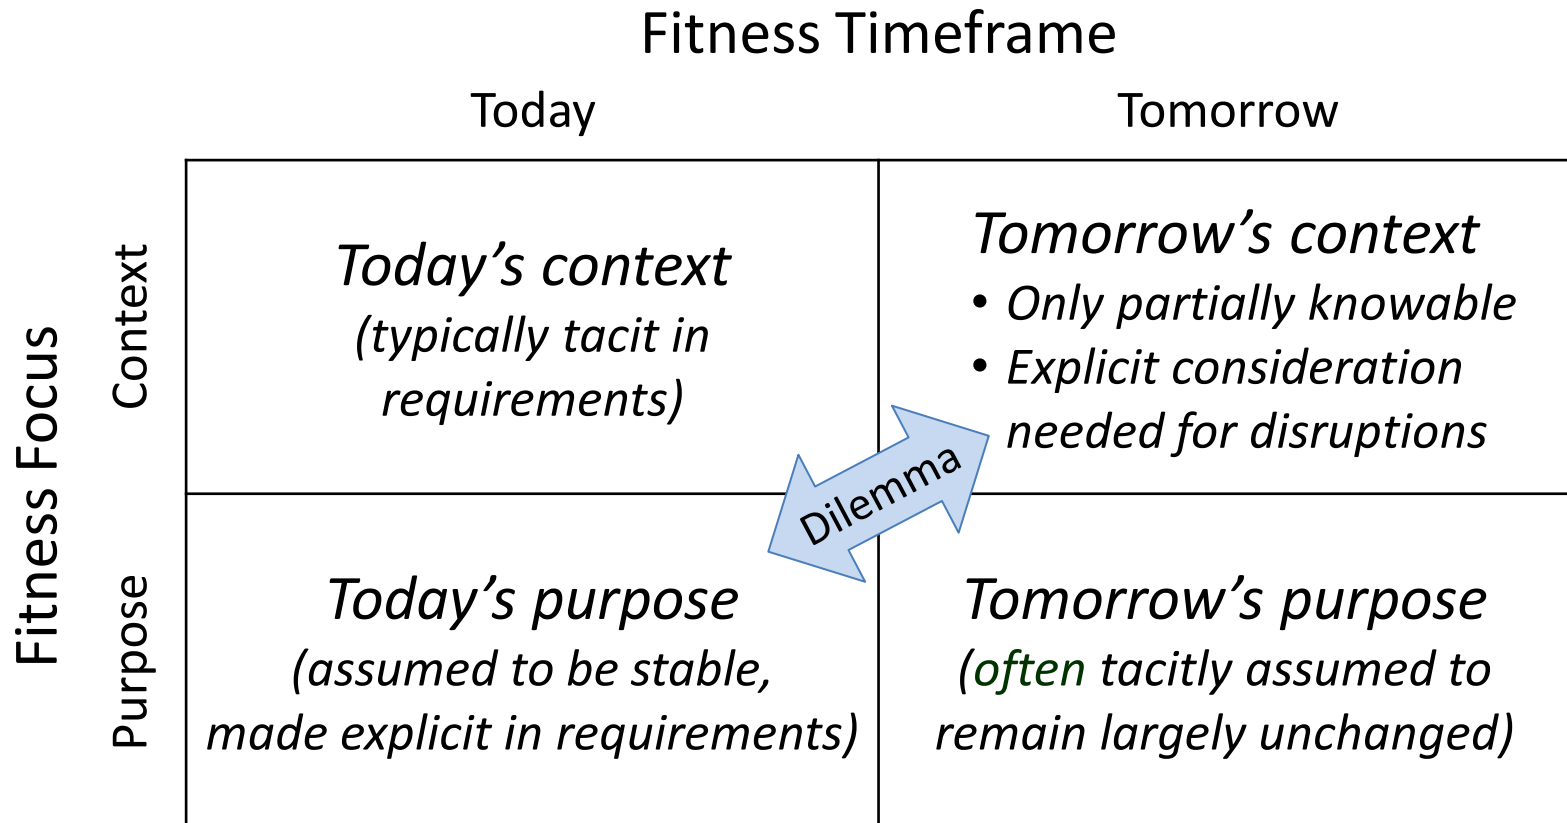 Fitness Timeframe
Today
Tomorrow
Fitness Focus
Context
Today’s context
(typically tacit in
requirements)
Tomorrow’s context
• Only partially knowable
• Explicit consideration
needed for disruptions
Dilemma
Purpose
Today’s purpose
(assumed to be stable,
made explicit in requirements)
Tomorrow’s purpose
(often tacitly assumed to
remain largely unchanged)